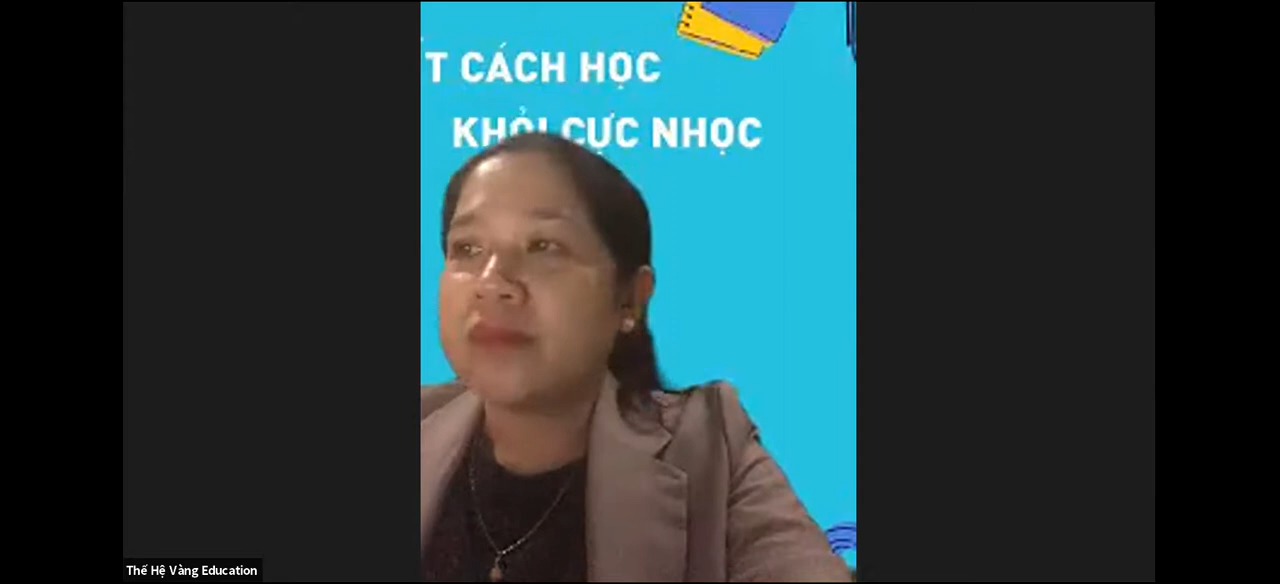 T CÁCH HỌC
KHỎI CỰC NHỌC
Thế Hệ Vàng Education